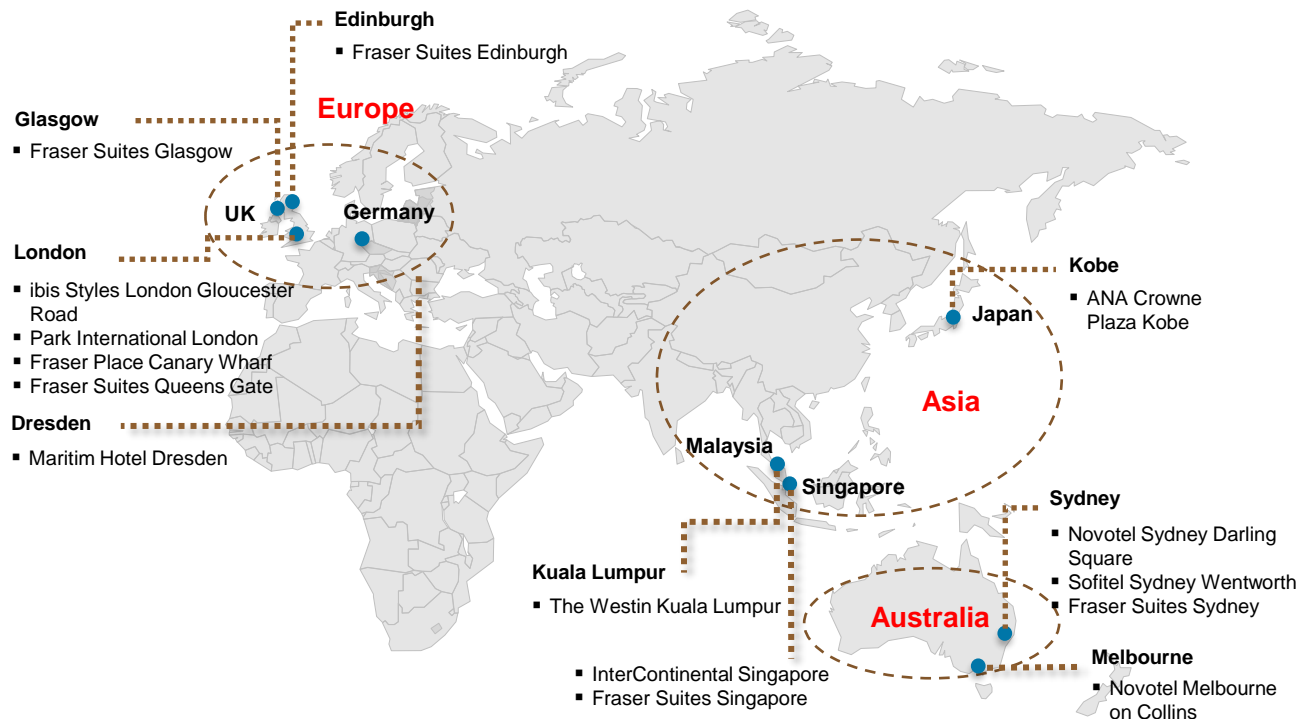 Edinburgh
▪ Fraser Suites Edinburgh
Europe
Glasgow
▪ Fraser Suites Glasgow
UK
Germany
London
▪ ibis Styles London Gloucester
Road
▪ Park International London
▪ Fraser Place Canary Wharf
▪ Fraser Suites Queens Gate
Dresden
▪ Maritim Hotel Dresden
Kobe
▪ ANA Crowne
Plaza Kobe
Japan
Asia
Malaysia
Singapore
Kuala Lumpur
▪ The Westin Kuala Lumpur
▪ InterContinental Singapore
▪ Fraser Suites Singapore
Sydney
▪ Novotel Sydney Darling
Square
▪ Sofitel Sydney Wentworth
▪ Fraser Suites Sydney
Australia
Melbourne
▪ Novotel Melbourne
on Collins